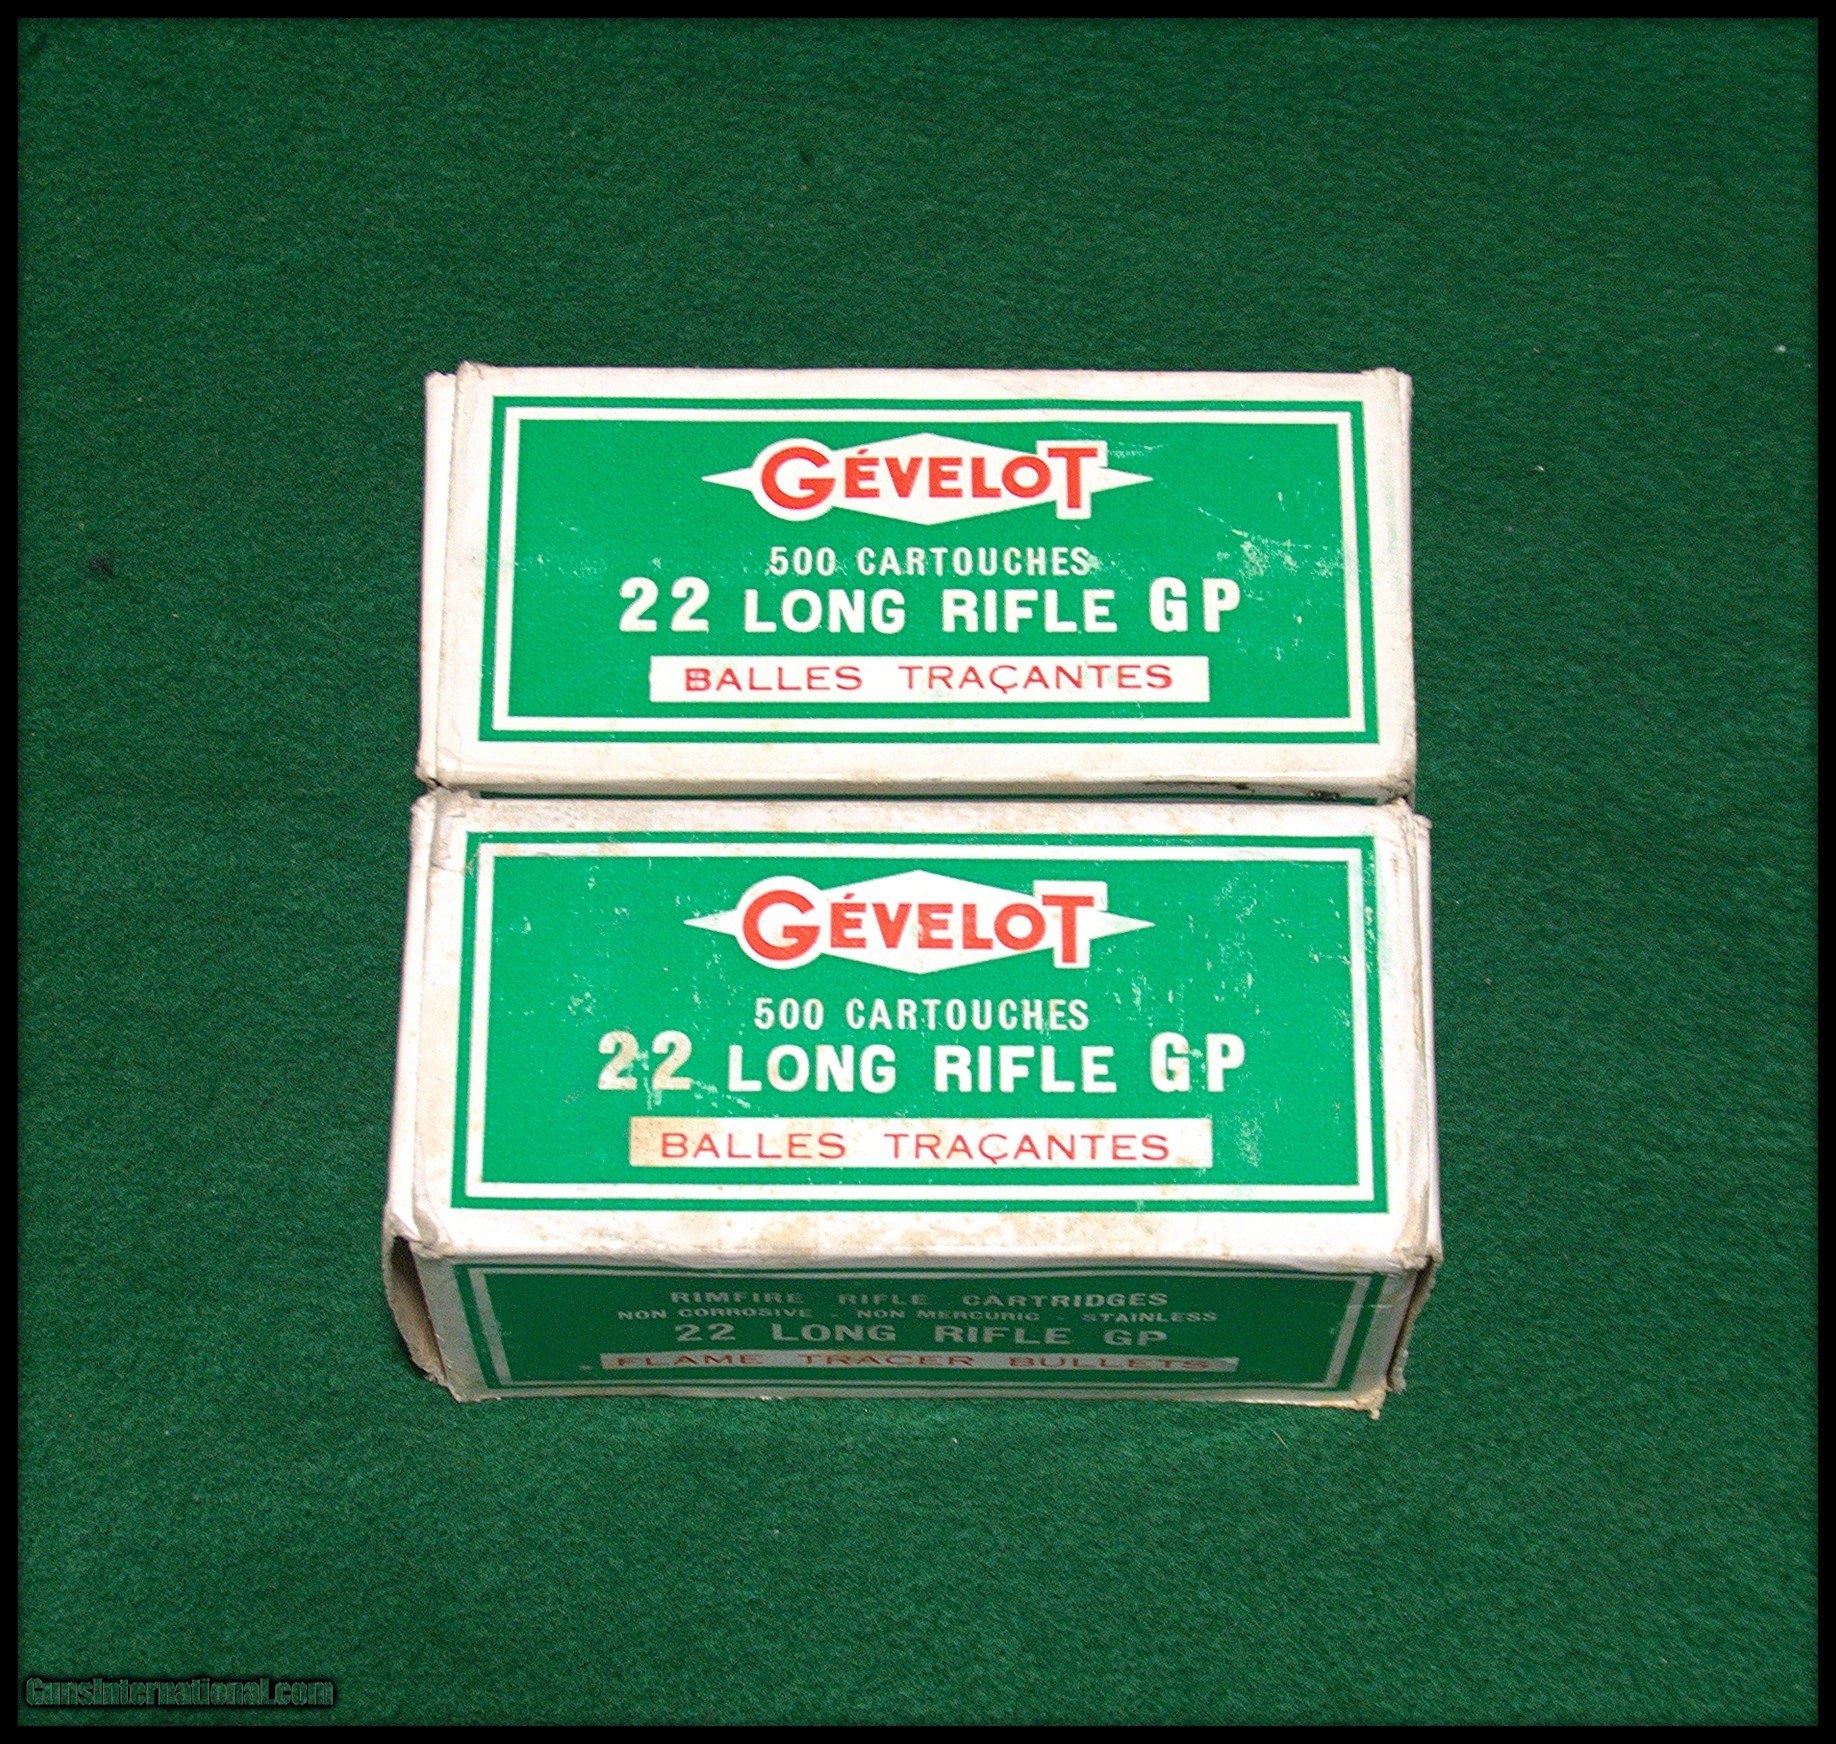 GÉVELOT
500 CARTOUCHES
22 LONG RIFLE GP
BALLES TRAÇANTES
GÉVELOT
500 CARTOUCHES
22 LONG RIFLE GP
BALLES TRAÇANTES
RIMFIRE RIFLE CARTRIDGES
NON CORROSIVE - NON MERCURIC - STAINLESS
22 LONG RIFLE GP
FLAME TRACER BULLETS
GunsInternational.com